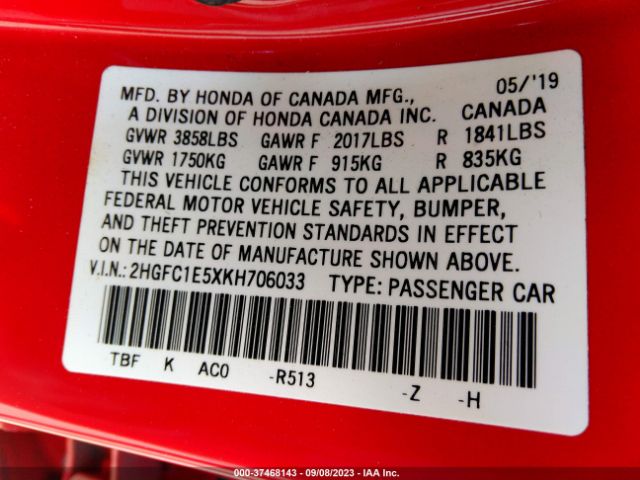 MFD. BY HONDA OF CANADA MFG., 05/'19
A DIVISION OF HONDA CANADA INC. CANADA
GVWR 3858LBS GAWR F 2017LBS R 1841LBS
GVWR 1750KG GAWR F 915KG R 835KG
THIS VEHICLE CONFORMS TO ALL APPLICABLE
FEDERAL MOTOR VEHICLE SAFETY, BUMPER,
AND THEFT PREVENTION STANDARDS IN EFFECT
ON THE DATE OF MANUFACTURE SHOWN ABOVE.
V.I.N.: 2HGFC1E5XKH706033 TYPE: PASSENGER CAR
TBF K AC0 -R513 -Z -H
000-37468143 - 09/08/2023 - IAA Inc.